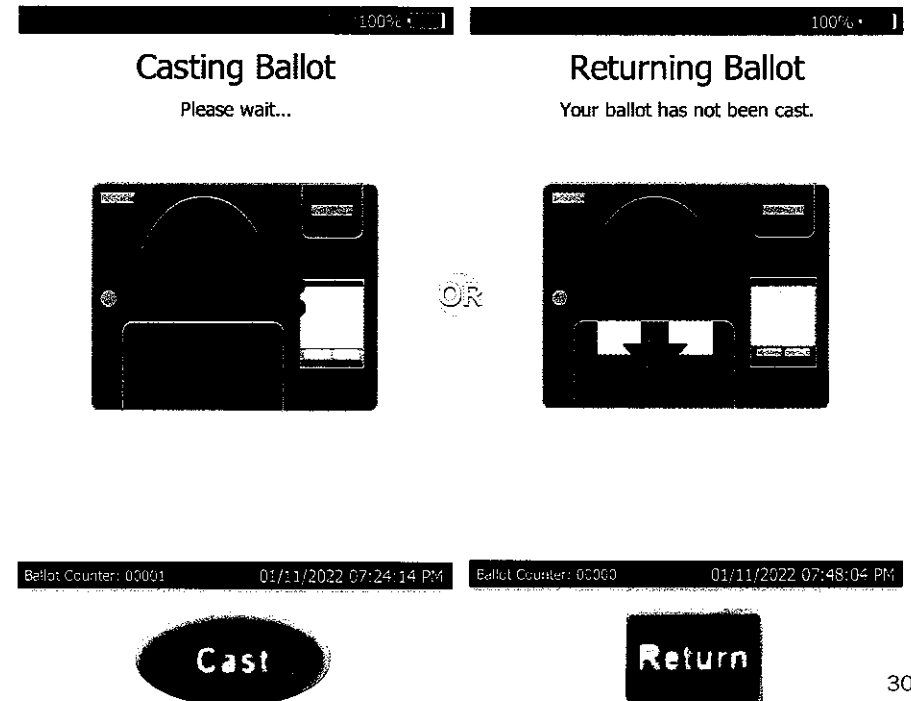 100%
100%
Casting Ballot
Returning Ballot
Please wait...
Your ballot has not been cast.
OR
Ballot Counter: 00001
01/11/2022 07:24:14 PM
Ballot Counter: 00000
01/11/2022 07:48:04 PM
Cast
Return
30